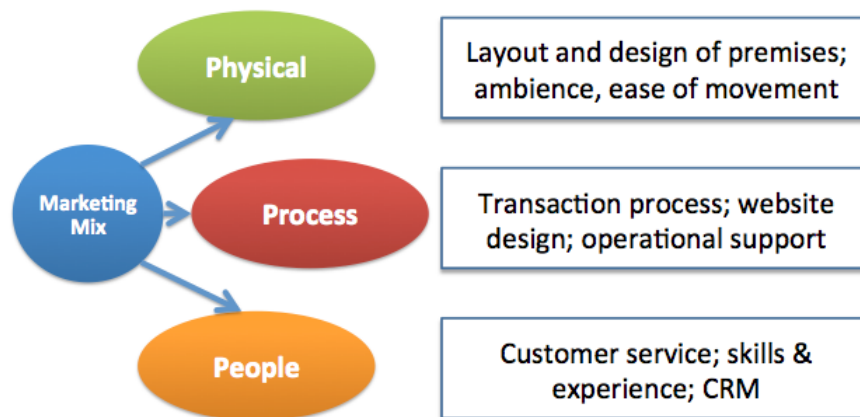 Physical
Layout and design of premises;
ambience, ease of movement
Marketing
Mix
Process
Transaction process; website
design; operational support
People
Customer service; skills &
experience; CRM